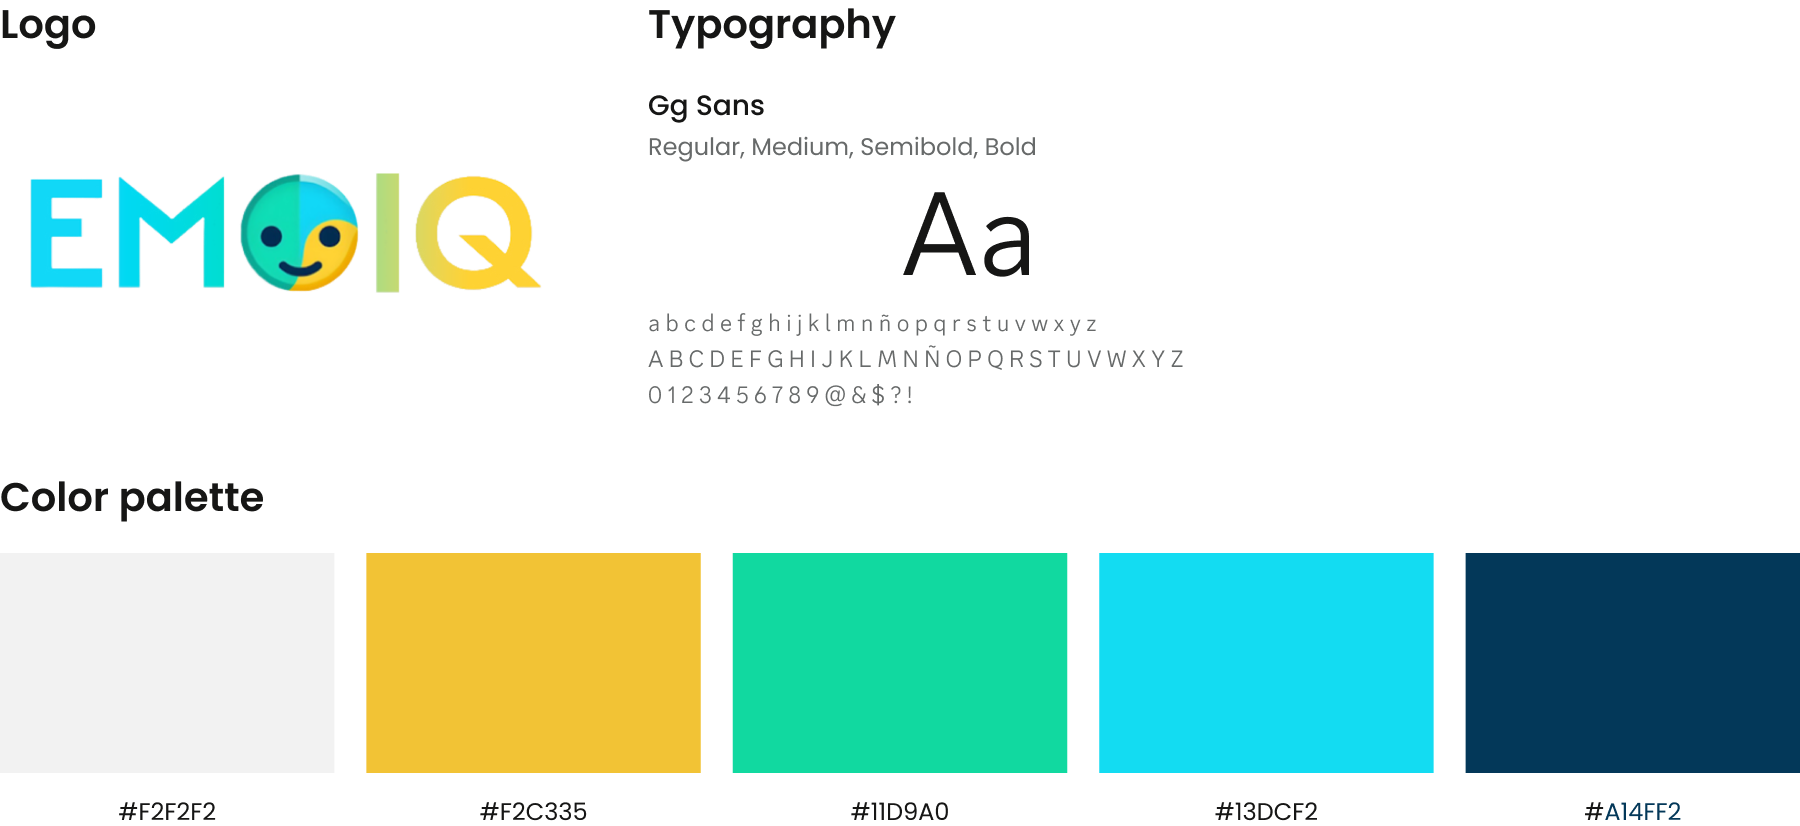 Logo
EMOIQ
Typography
Gg Sans
Regular, Medium, Semibold, Bold
Aa
a b c d e f g h i j k l m n ñ o p q r s t u v w x y z
A B C D E F G H I J K L M N Ñ O P Q R S T U V W X Y Z
0 1 2 3 4 5 6 7 8 9 @ & $ ? !
Color palette
#F2F2F2
#F2C335
#11D9A0
#13DCF2
#A14FF2